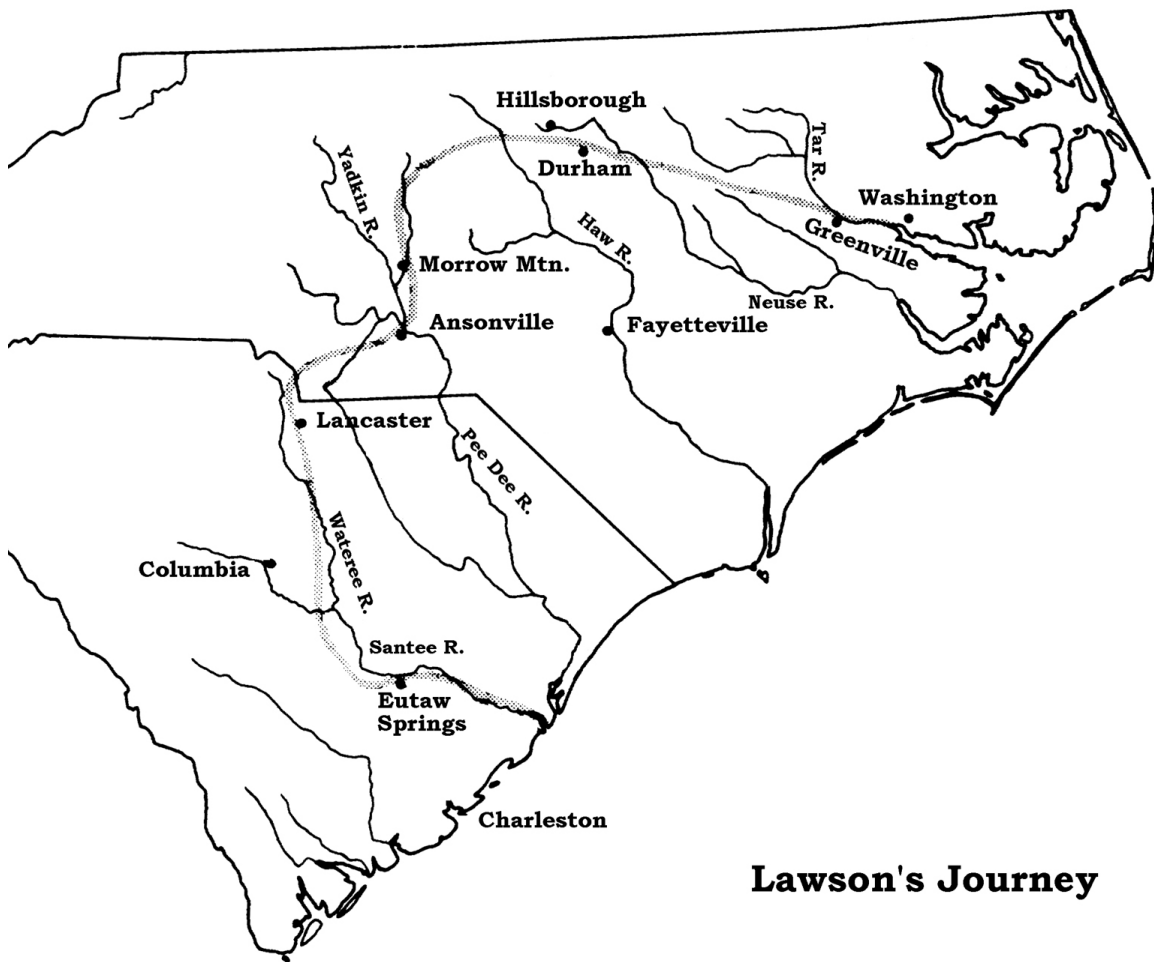 Hillsborough
Durham
Tar R.
Washington
Greenville
Yadkin R.
Haw R.
Morrow Mtn.
Neuse R.
Ansonville
Fayetteville
Lancaster
Pee Dee R.
Wateree R.
Columbia
Santee R.
Eutaw
Springs
Charleston
Lawson's Journey